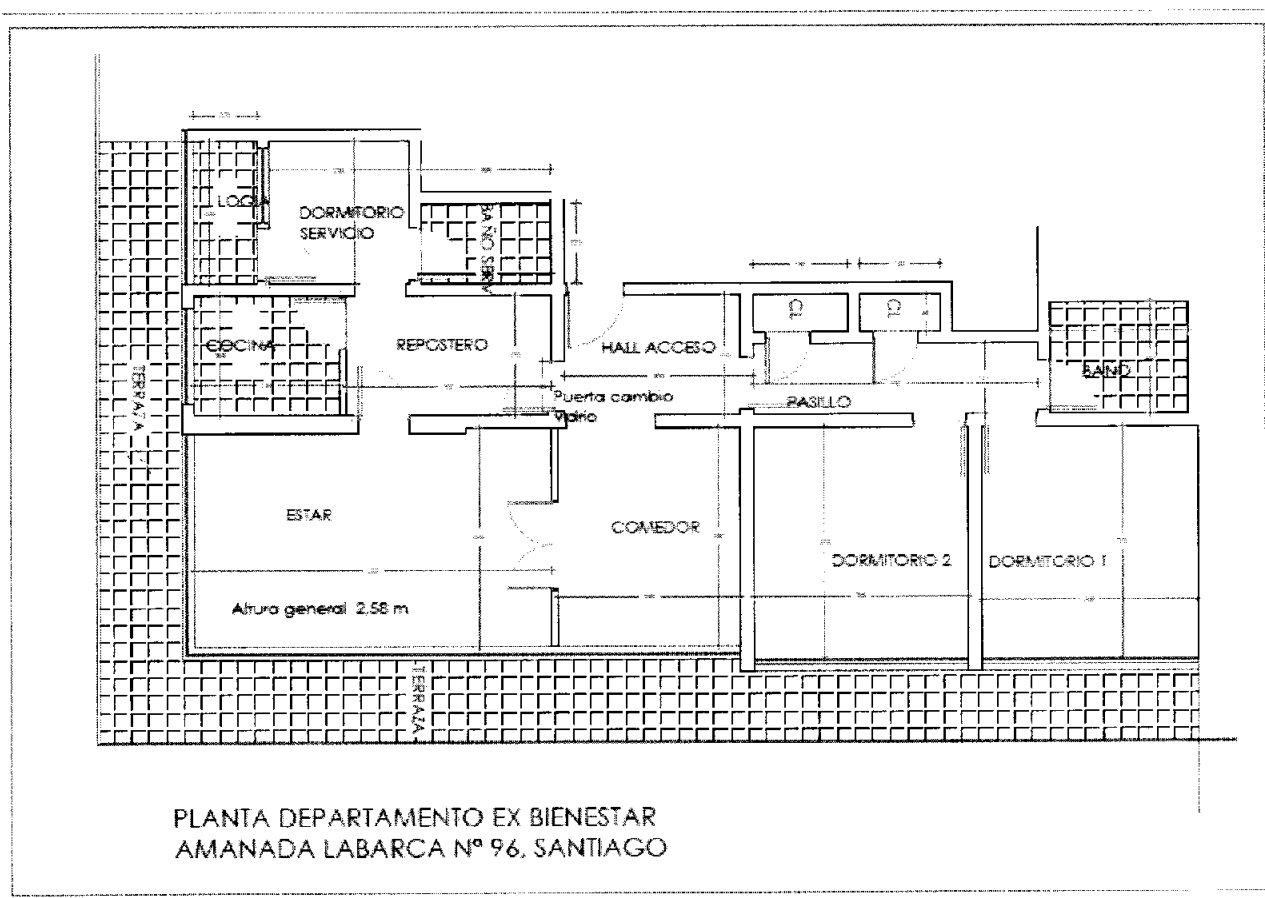 LOGIA
DORMITORIO
SERVICIO
BAÑO SERV
COCINA
REPOSTERO
HALL ACCESO
CL
CL
BAÑO
Puerta cambio
Vidrio
PASILLO
TERRAZA
ESTAR
COMEDOR
DORMITORIO 2
DORMITORIO 1
Altura general 2,58 m
TERRAZA
PLANTA DEPARTAMENTO EX BIENESTAR
AMANADA LABARCA Nº 96, SANTIAGO